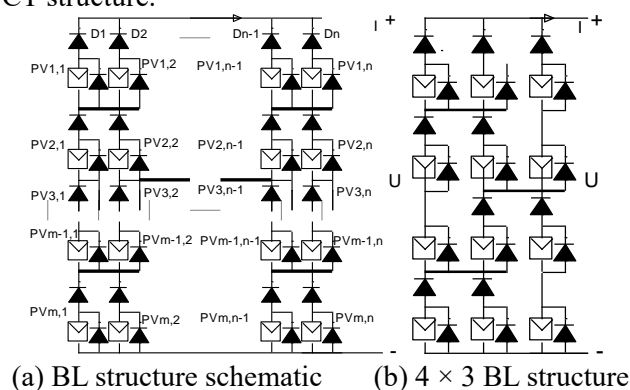 CT structure.
I + I +
D1 D2 Dn-1 Dn
PV1,1 PV1,2 PV1,n-1 PV1,n
PV2,1 PV2,2 PV2,n-1 PV2,n
U U
PV3,1 PV3,2 PV3,n-1 PV3,n
PVm-1,1 PVm-1,2 PVm-1,n-1 PVm-1,n
PVm,1 PVm,2 PVm,n-1 PVm,n
- -
(a) BL structure schematic (b) 4 × 3 BL structure